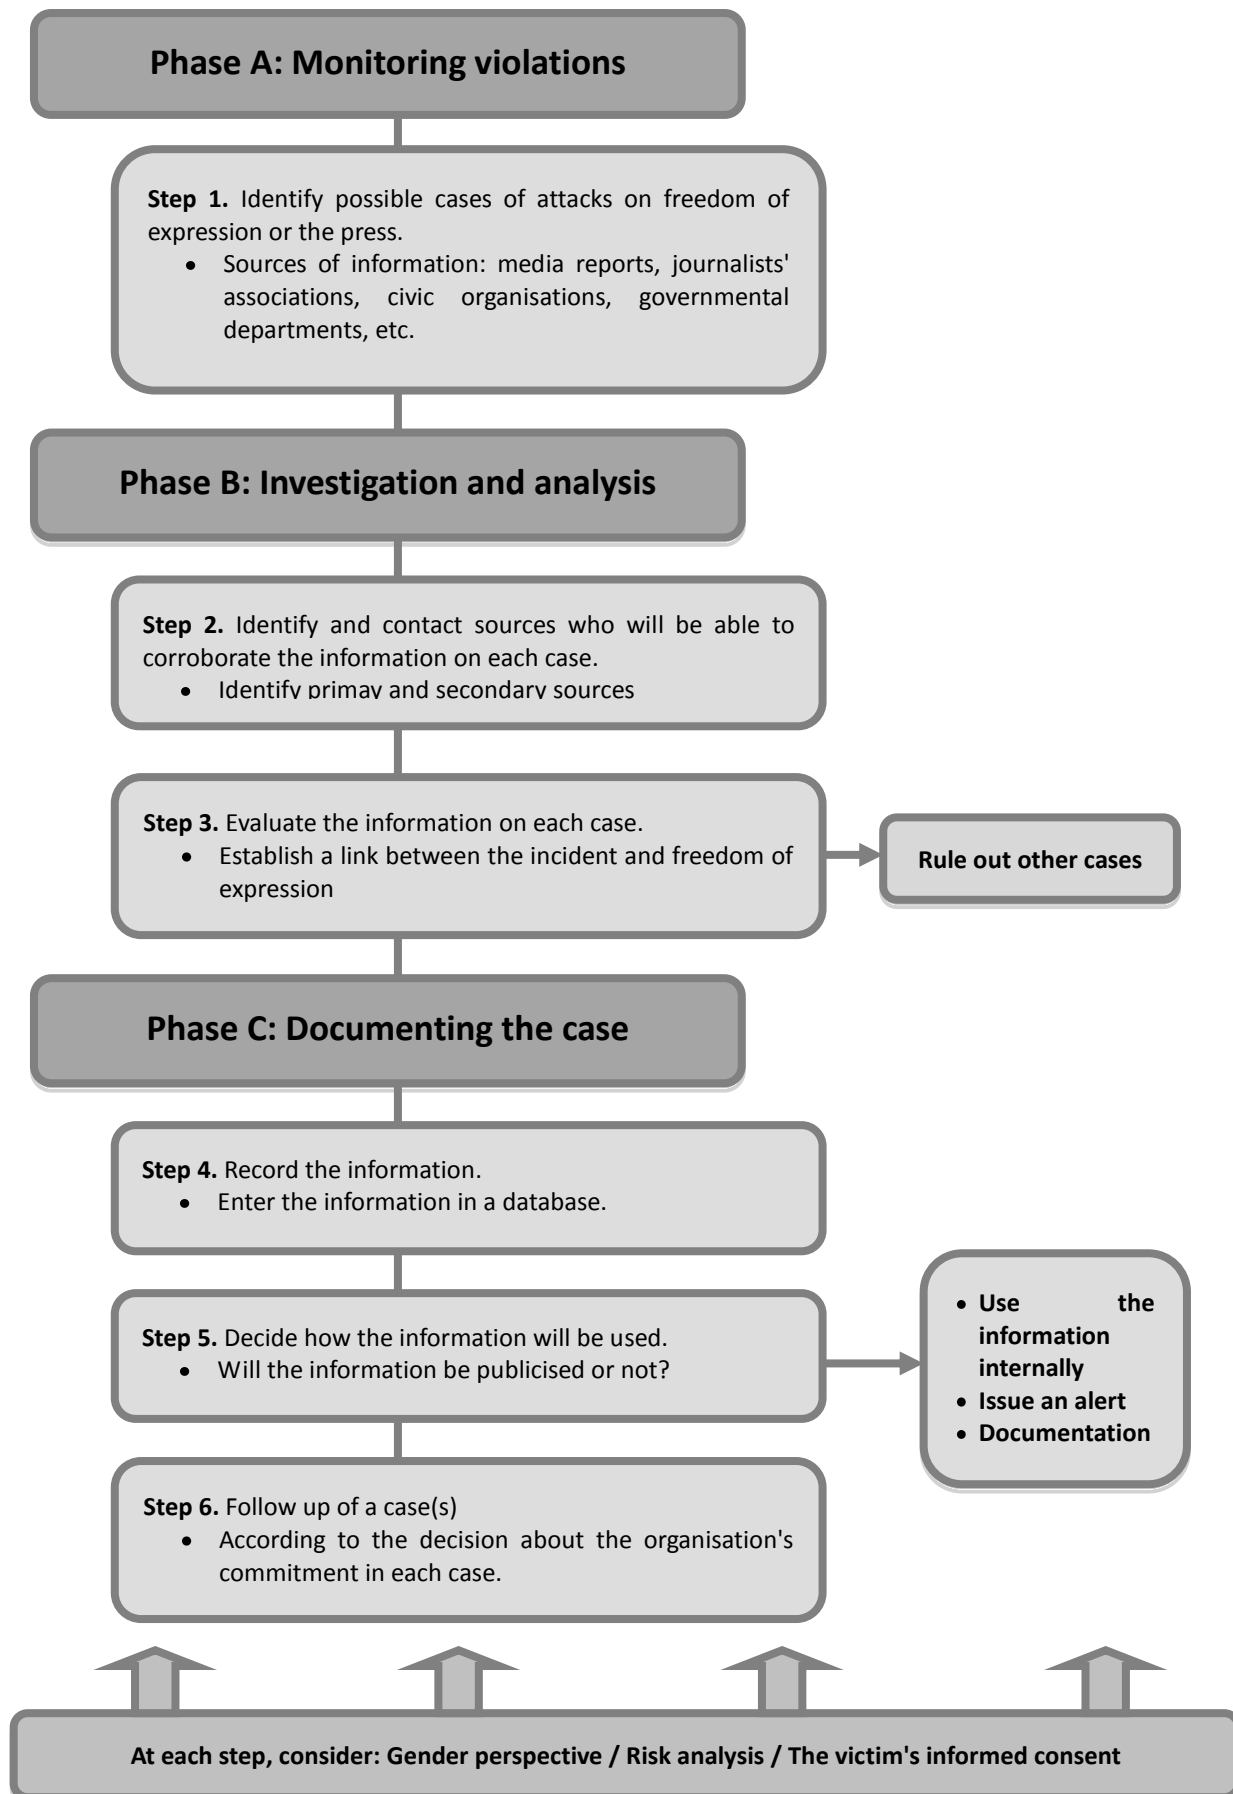 Phase A: Monitoring violations
Step 1. Identify possible cases of attacks on freedom of
expression or the press.
• Sources of information: media reports, journalists'
associations, civic organisations, governmental
departments, etc.
Phase B: Investigation and analysis
Step 2. Identify and contact sources who will be able to
corroborate the information on each case.
• Identify primay and secondary sources
Step 3. Evaluate the information on each case.
• Establish a link between the incident and freedom of
expression
Rule out other cases
Phase C: Documenting the case
Step 4. Record the information.
• Enter the information in a database.
Step 5. Decide how the information will be used.
• Will the information be publicised or not?
• Use the
information
internally
• Issue an alert
• Documentation
Step 6. Follow up of a case(s)
• According to the decision about the organisation's
commitment in each case.
At each step, consider: Gender perspective / Risk analysis / The victim's informed consent